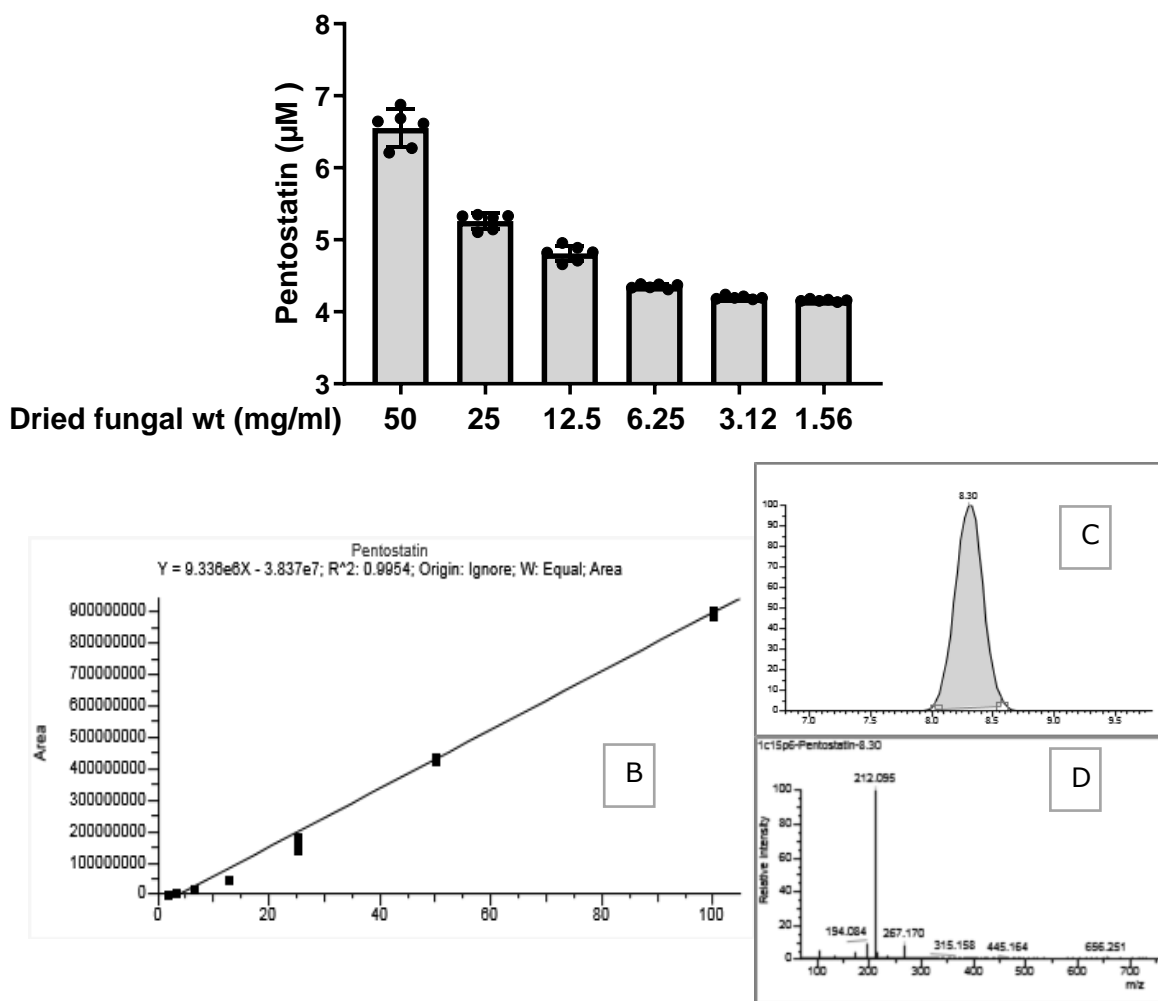 8
7
6
5
4
3
Pentostatin (µM )
Dried fungal wt (mg/ml) 50 25 12.5 6.25 3.12 1.56
Pentostatin
Y = 9.336e6X - 3.837e7; R^2: 0.9954; Origin: Ignore; W: Equal; Area
900000000
800000000
700000000
600000000
500000000
400000000
300000000
200000000
100000000
0
Area
0 20 40 60 80 100
B
8.30
100
90
80
70
60
50
40
30
20
10
0
7.0 7.5 8.0 8.5 9.0 9.5
C
1c15p6-Pentostatin-8.30
212.095
100
80
60
40
20
0
Relative Intensity
194.084 267.170 315.158 445.164 656.251
100 200 300 400 500 600 700
m/z
D